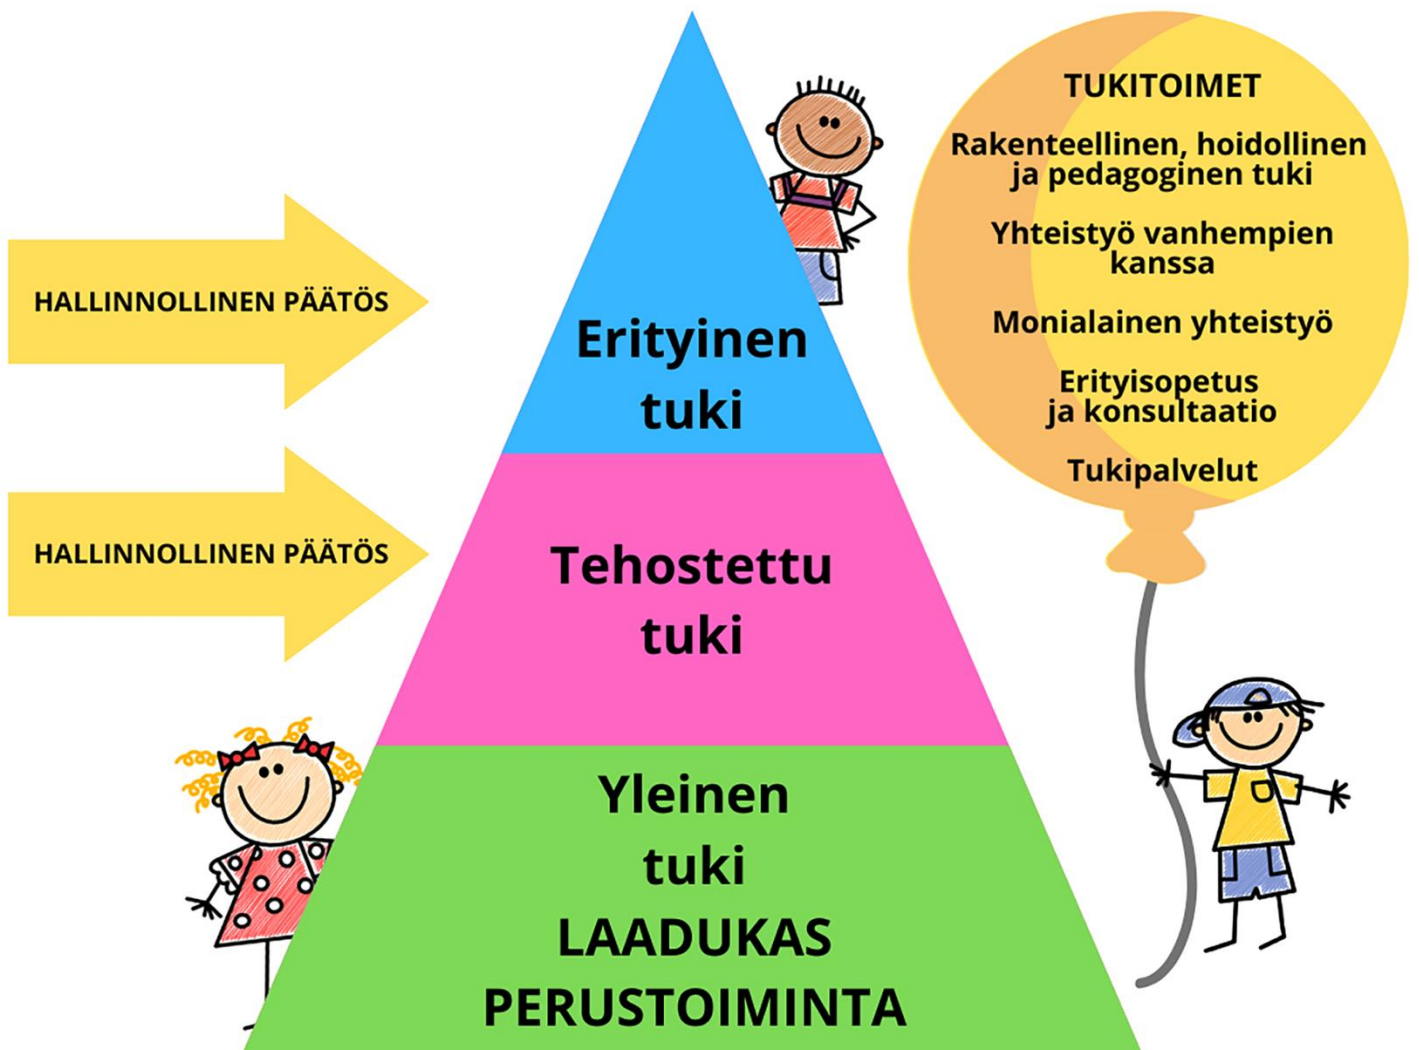 HALLINNOLLINEN PÄÄTÖS
HALLINNOLLINEN PÄÄTÖS
Erityinen
tuki
Tehostettu
tuki
Yleinen
tuki
LAADUKAS
PERUSTOIMINTA
TUKITOIMET
Rakenteellinen, hoidollinen
ja pedagoginen tuki
Yhteistyö vanhempien
kanssa
Monialainen yhteistyö
Erityisopetus
ja konsultaatio
Tukipalvelut